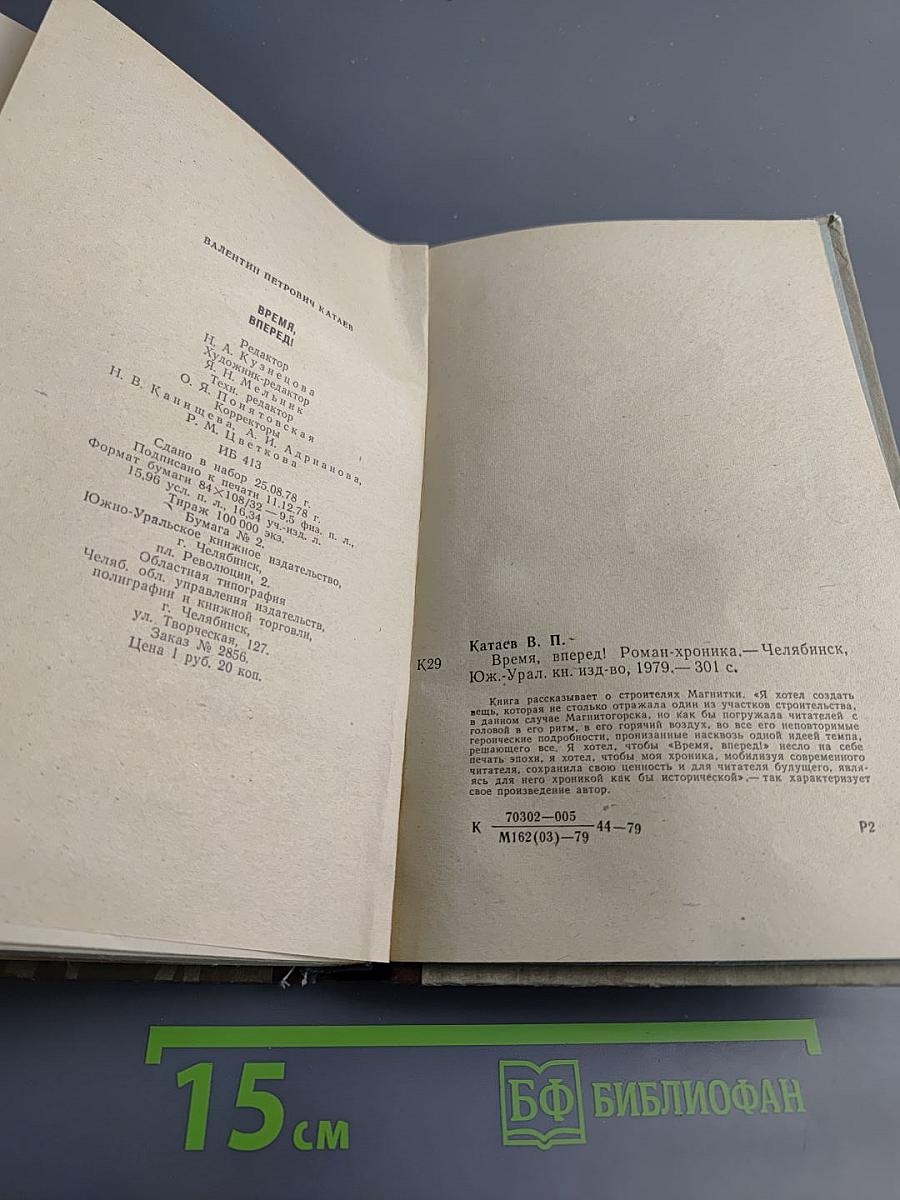 ВАЛЕНТИН ПЕТРОВИЧ КАТАЕВ
ВРЕМЯ,
ВПЕРЕД!
Редактор
Н. А. Кузнецова
Художник-редактор
Я. Н. Мельник
Техн. редактор
О. Я. Понятовская
Корректоры
Н. В. Канищева, А. И. Адрианова,
Р. М. Цветкова
ИБ 413
Сдано в набор 25.08.78 г.
Подписано к печати 11.12.78 г.
Формат бумаги 84×108/32 — 9,5 физ. п. л.,
15,96 усл. п. л., 16,34 уч.-изд. л.
Тираж 100 000 экз.
Бумага № 2.
Южно-Уральское книжное издательство,
г. Челябинск,
пл. Революции, 2.
Областная типография
Челяб. обл. управления издательств,
полиграфии и книжной торговли,
г. Челябинск,
ул. Творческая, 127.
Заказ № 2856.
Цена 1 руб. 20 коп.
Катаев В. П.
К29 Время, вперед! Роман-хроника.— Челябинск,
Юж.-Урал. кн. изд-во, 1979.— 301 с.
Книга рассказывает о строителях Магнитки. «Я хотел создать
вещь, которая не столько отражала один из участков строительства,
в данном случае Магнитогорска, но как бы погружала читателей с
головой в его ритм, в его горячий воздух, во все его неповторимые
героические подробности, пронизанные насквозь одной идеей темпа,
решающего все. Я хотел, чтобы «Время, вперед!» несло на себе
печать эпохи, я хотел, чтобы моя хроника, мобилизуя современного
читателя, сохранила свою ценность и для читателя будущего, явля-
ясь для него хроникой как бы исторической»,— так характеризует
свое произведение автор.
К 70302—005
М162(03)—79 44—79 Р2
15 см
БФ БИБЛИОФАН